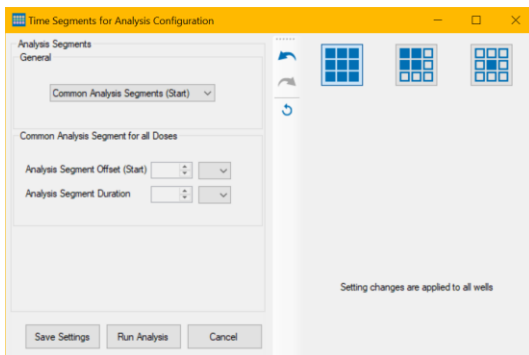 Time Segments for Analysis Configuration
Analysis Segments
General
Common Analysis Segments (Start)
Common Analysis Segment for all Doses
Analysis Segment Offset (Start)
Analysis Segment Duration
Setting changes are applied to all wells
Save Settings Run Analysis Cancel